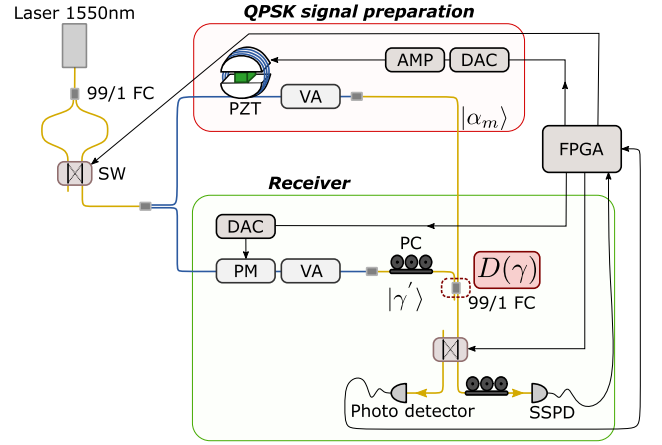 Laser 1550nm
QPSK signal preparation
99/1 FC
PZT
VA
AMP
DAC
|α_m⟩
FPGA
SW
Receiver
DAC
PM
VA
PC
|γ'⟩
D(γ)
99/1 FC
Photo detector
SSPD